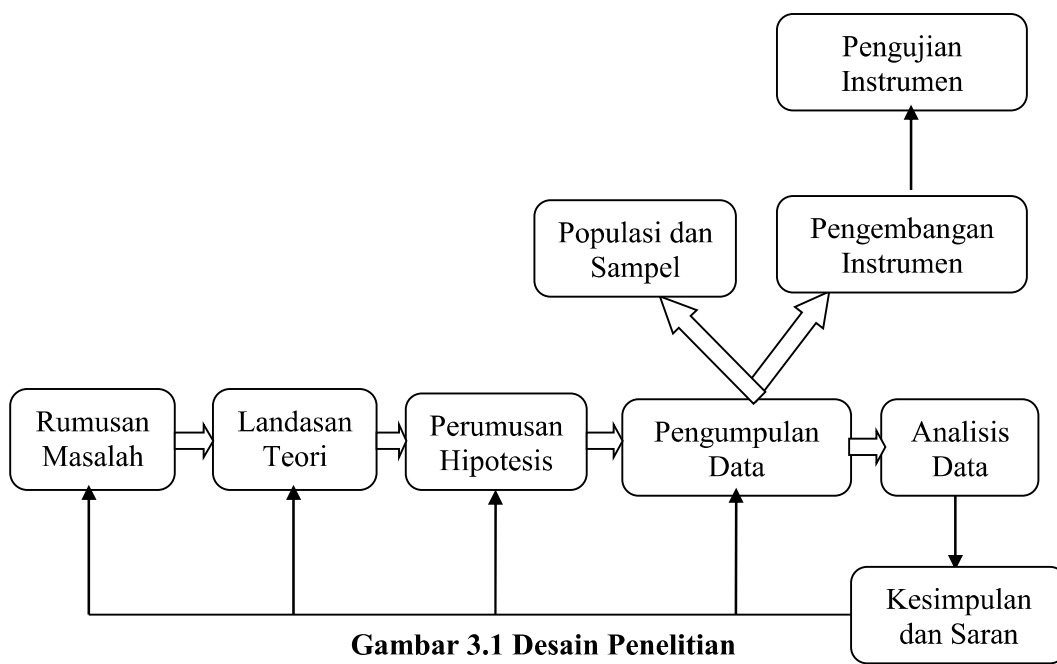 Pengujian
Instrumen
Populasi dan
Sampel
Pengembangan
Instrumen
Rumusan
Masalah
Landasan
Teori
Perumusan
Hipotesis
Pengumpulan
Data
Analisis
Data
Kesimpulan
dan Saran
Gambar 3.1 Desain Penelitian